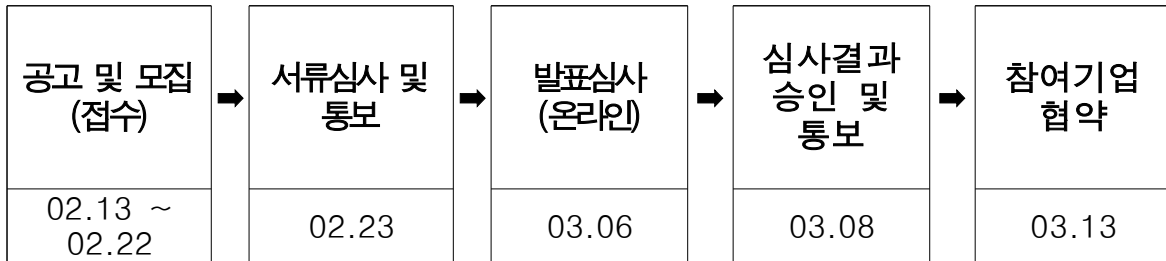 공고 및 모집
(접수)
➡
서류심사 및
통보
➡
발표심사
(온라인)
➡
심사결과
승인 및
통보
➡
참여기업
협약
02.13 ~
02.22
02.23
03.06
03.08
03.13